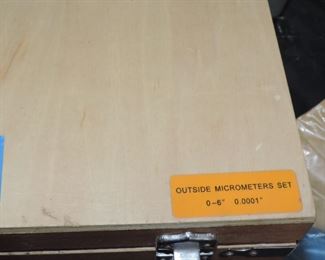 OUTSIDE MICROMETERS SET
0-6" 0.0001"